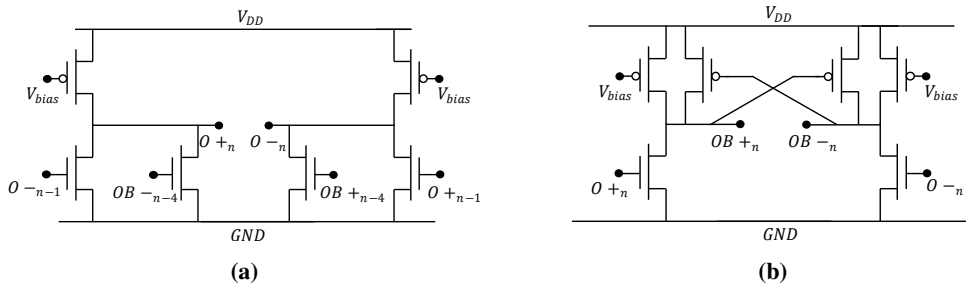 V_DD
V_bias
V_bias
O +_n
O −_n
O −_{n−1}
OB −_{n−4}
OB +_{n−4}
O +_{n−1}
GND
(a)
V_DD
V_bias
V_bias
OB +_n
OB −_n
O +_n
O −_n
GND
(b)